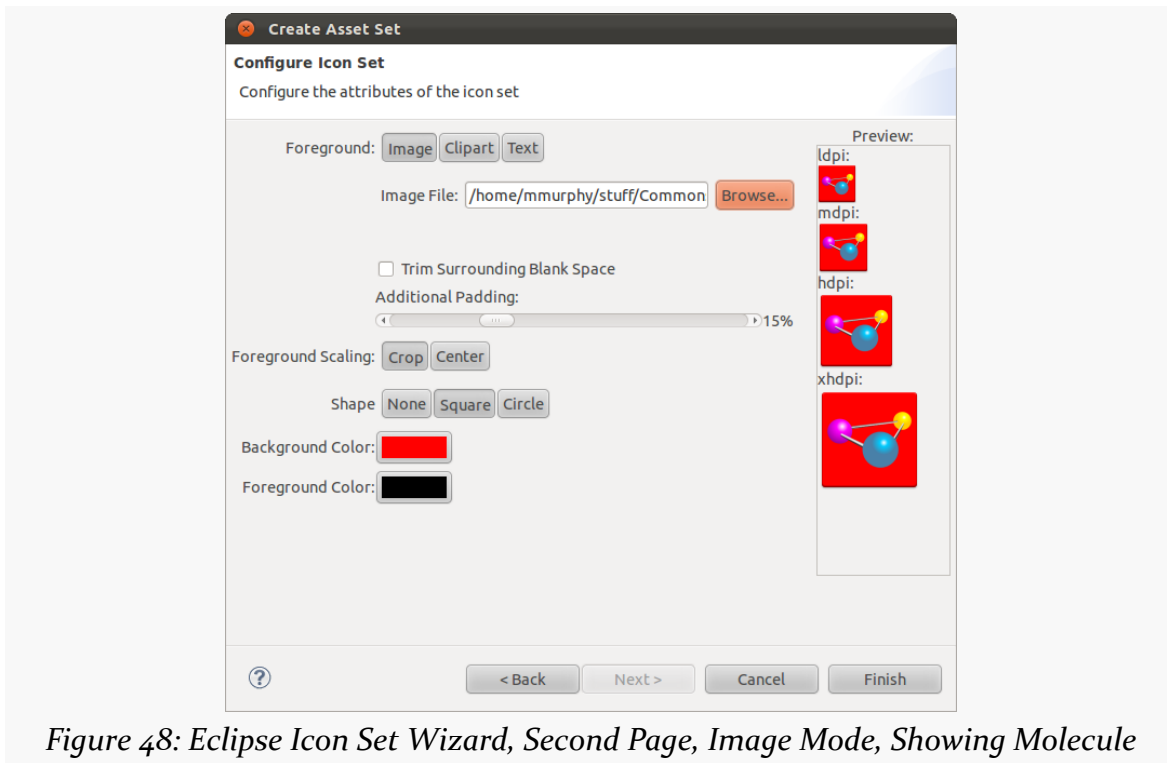 Create Asset Set
Configure Icon Set
Configure the attributes of the icon set
Foreground: Image Clipart Text
Image File: /home/mmurphy/stuff/Common Browse...
Trim Surrounding Blank Space
Additional Padding:
15%
Foreground Scaling: Crop Center
Shape None Square Circle
Background Color:
Foreground Color:
Preview:
ldpi:
mdpi:
hdpi:
xhdpi:
? < Back Next > Cancel Finish
Figure 48: Eclipse Icon Set Wizard, Second Page, Image Mode, Showing Molecule